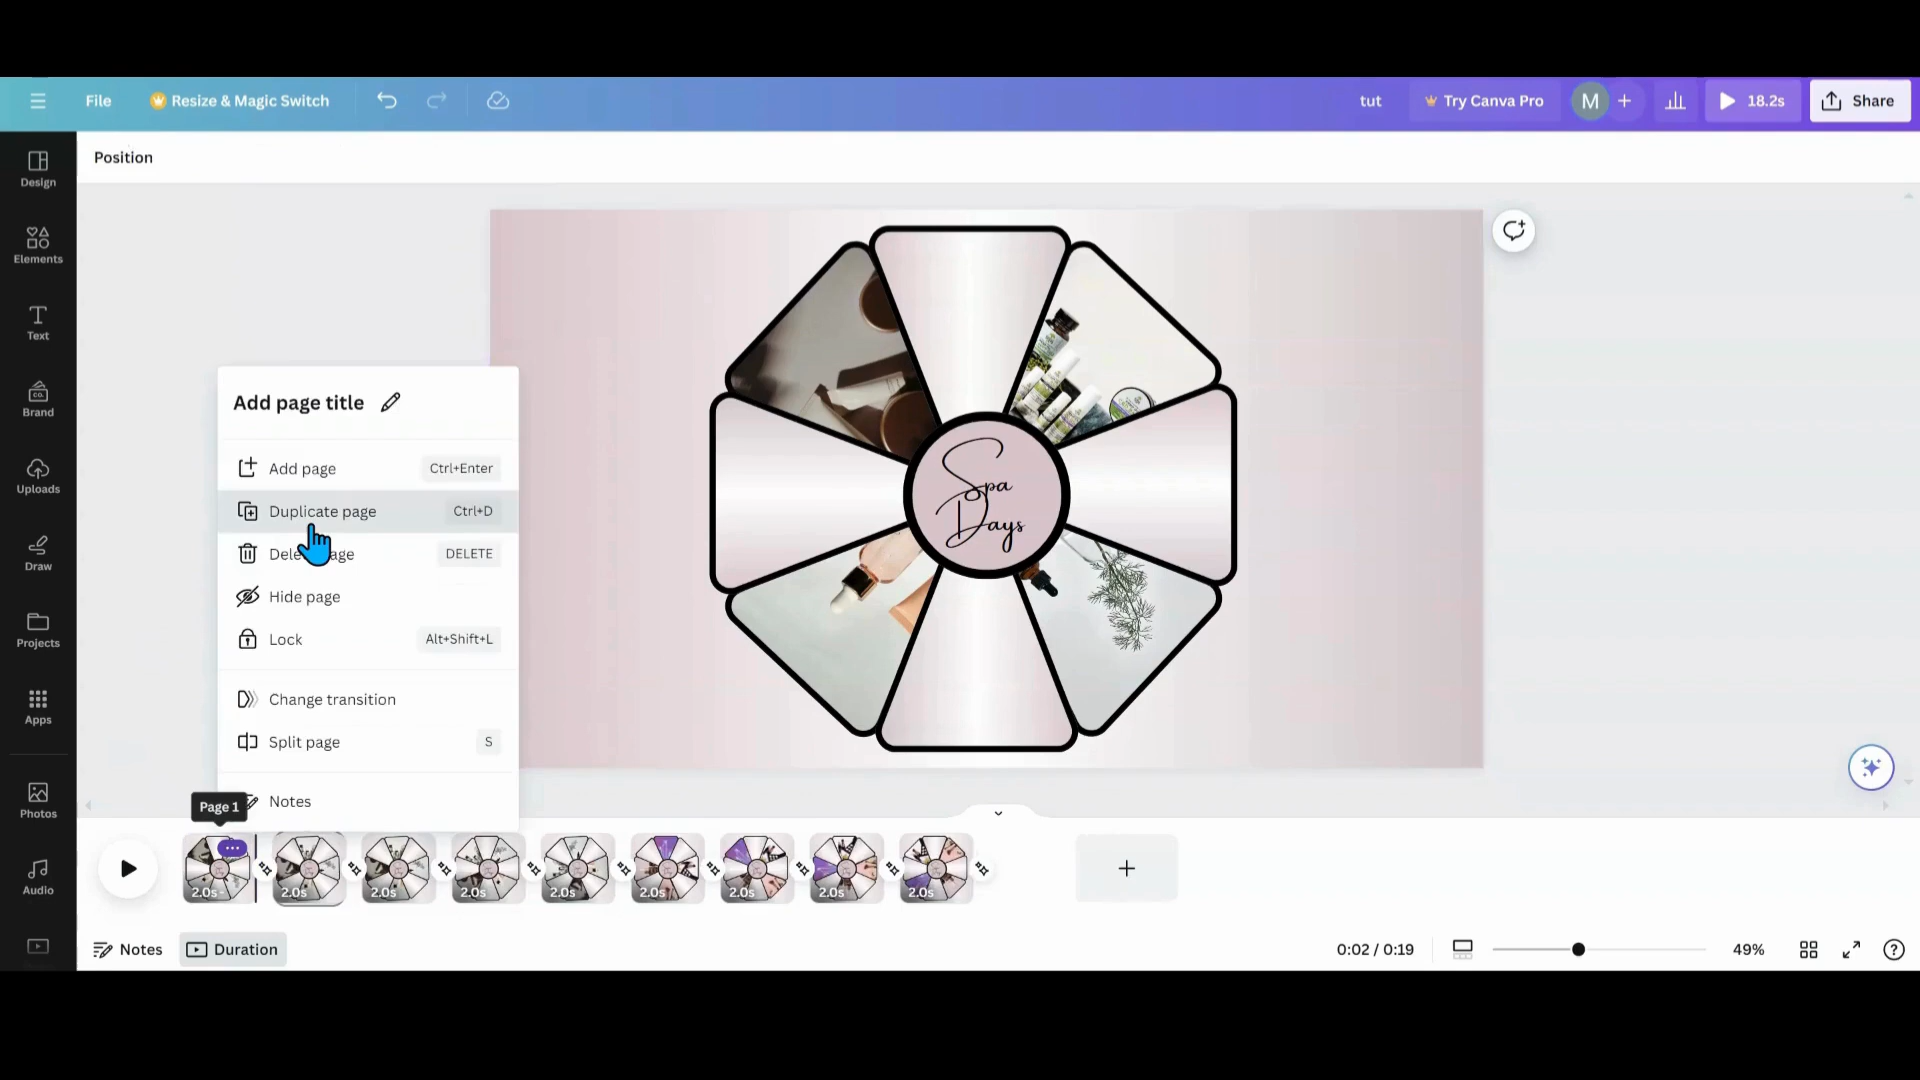 File
Resize & Magic Switch
tut
Try Canva Pro
M
18.2s
Share
Position
Design
Elements
Text
Brand
Uploads
Draw
Projects
Apps
Photos
Audio
Spa
Days
Add page title
Add page Ctrl+Enter
Duplicate page Ctrl+D
DELETE
Hide page
Lock Alt+Shift+L
Change transition
Split page S
Notes
Page 1
2.0s
2.0s
2.0s
2.0s
2.0s
2.0s
2.0s
2.0s
2.0s
Notes
Duration
0:02 / 0:19
49%